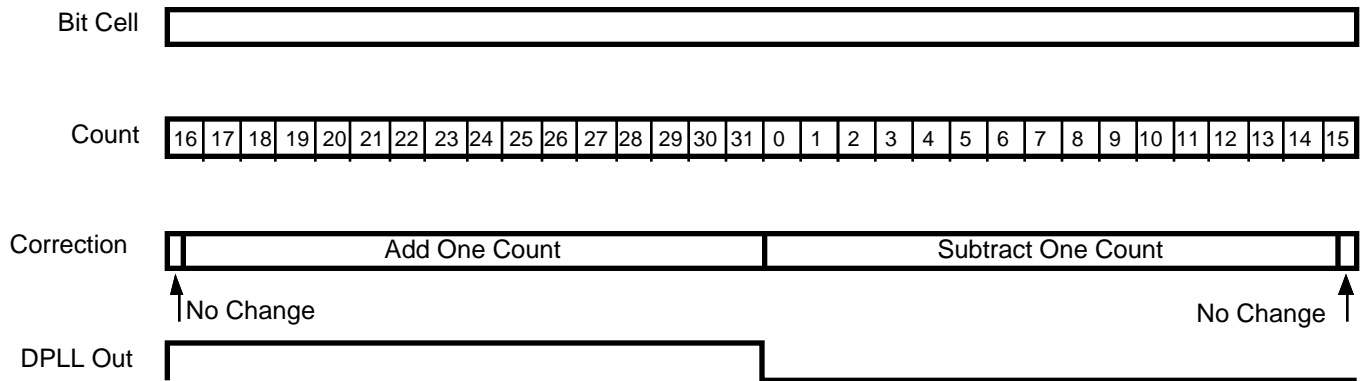 Bit Cell
Count 16 17 18 19 20 21 22 23 24 25 26 27 28 29 30 31 0 1 2 3 4 5 6 7 8 9 10 11 12 13 14 15
Correction Add One Count Subtract One Count
No Change No Change
DPLL Out